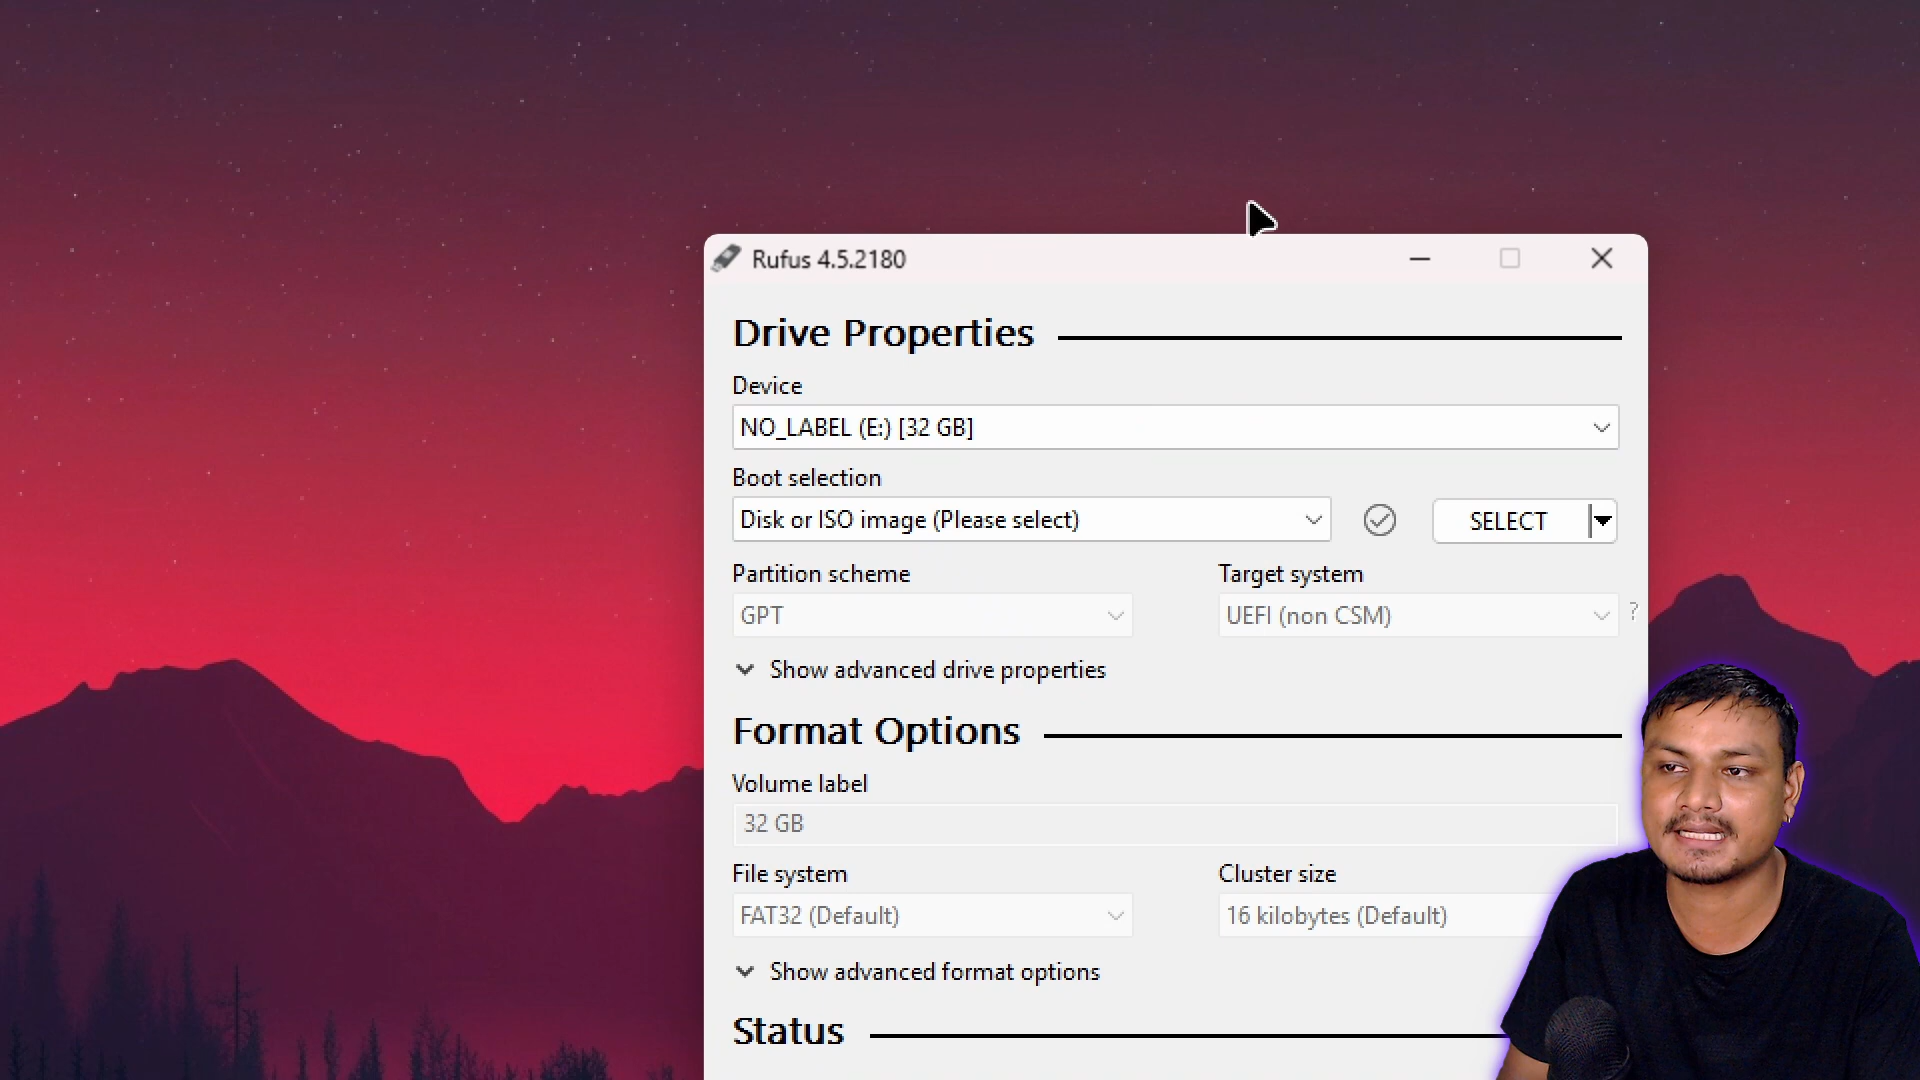 Rufus 4.5.2180
Drive Properties
Device
NO_LABEL (E:) [32 GB]
Boot selection
Disk or ISO image (Please select)
SELECT
Partition scheme
Target system
GPT
UEFI (non CSM)
?
Show advanced drive properties
Format Options
Volume label
32 GB
File system
Cluster size
FAT32 (Default)
16 kilobytes (Default)
Show advanced format options
Status